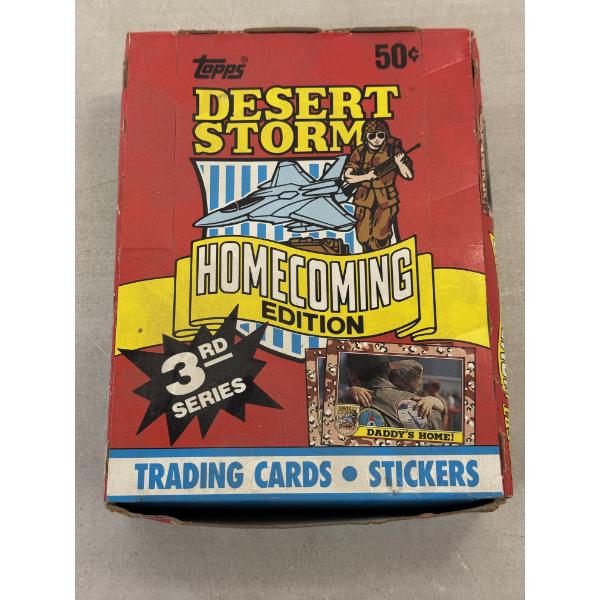 topps®
50¢
DESERT
STORM
HOMECOMING
EDITION
3RD
SERIES
DADDY'S HOME!
TRADING CARDS • STICKERS